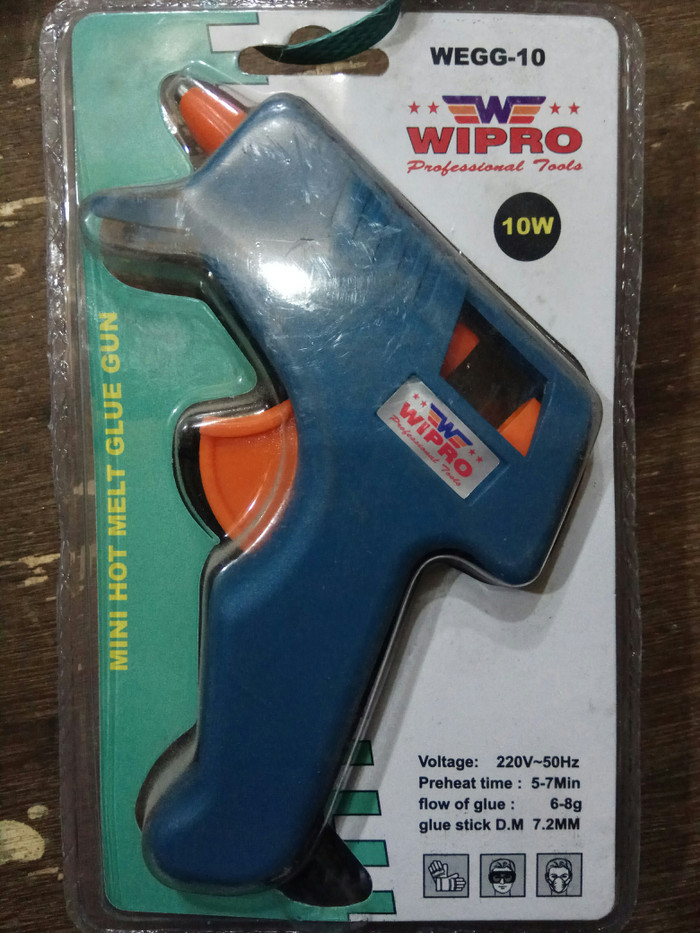 WEGG-10
WIPRO
Professional Tools
10W
MINI HOT MELT GLUE GUN
WIPRO
Professional Tools
Voltage: 220V~50Hz
Preheat time : 5-7Min
flow of glue : 6-8g
glue stick D.M 7.2MM